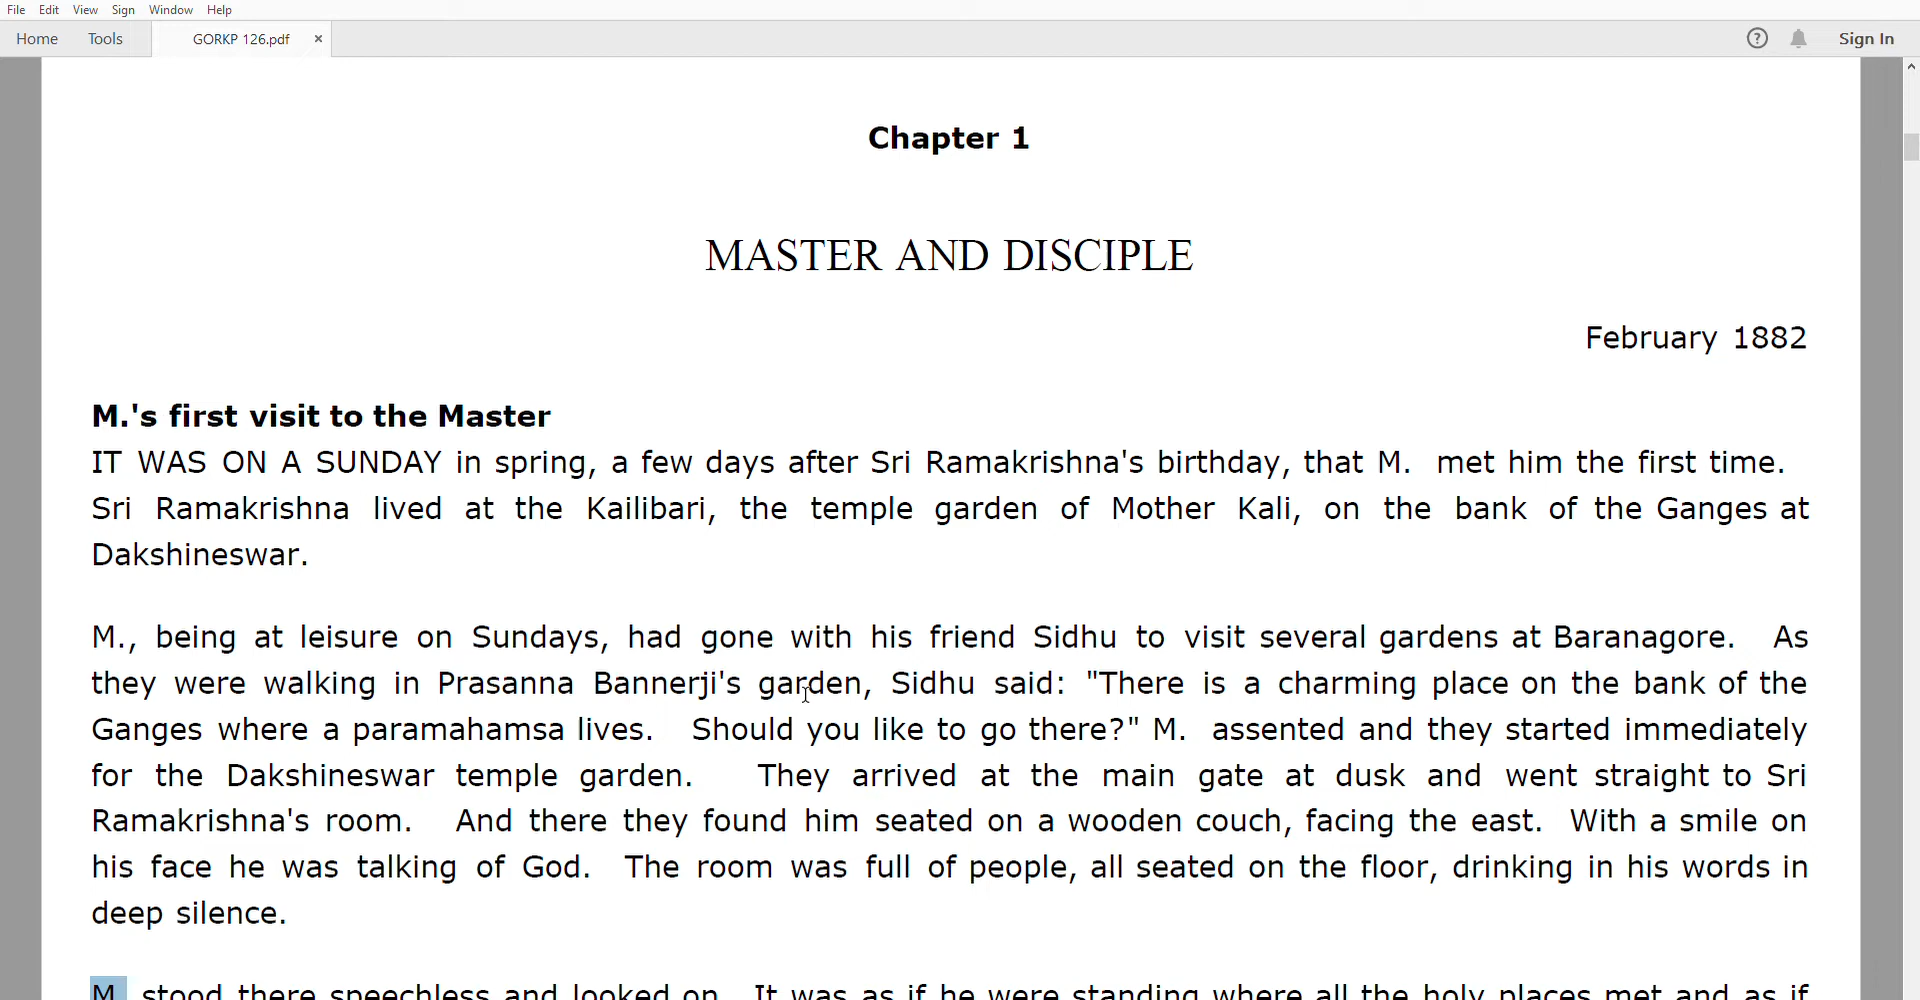 File Edit View Sign Window Help
Home Tools GORKP 126.pdf × ? Sign In
Chapter 1
MASTER AND DISCIPLE
February 1882
M.'s first visit to the Master
IT WAS ON A SUNDAY in spring, a few days after Sri Ramakrishna's birthday, that M. met him the first time.
Sri Ramakrishna lived at the Kailibari, the temple garden of Mother Kali, on the bank of the Ganges at
Dakshineswar.
M., being at leisure on Sundays, had gone with his friend Sidhu to visit several gardens at Baranagore. As
they were walking in Prasanna Bannerji's garden, Sidhu said: "There is a charming place on the bank of the
Ganges where a paramahamsa lives. Should you like to go there?" M. assented and they started immediately
for the Dakshineswar temple garden. They arrived at the main gate at dusk and went straight to Sri
Ramakrishna's room. And there they found him seated on a wooden couch, facing the east. With a smile on
his face he was talking of God. The room was full of people, all seated on the floor, drinking in his words in
deep silence.
M. stood there speechless and looked on. It was as if he were standing where all the holy places met and as if